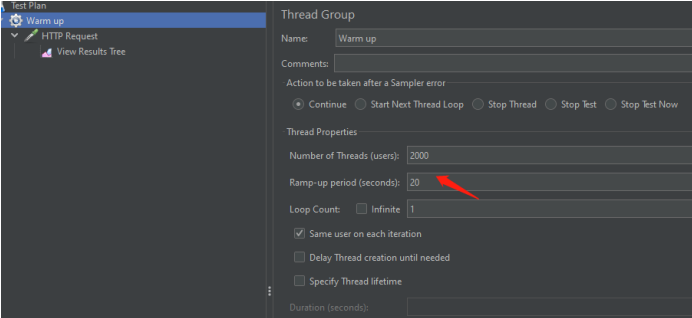 Test Plan
Warm up
HTTP Request
View Results Tree
Thread Group
Name: Warm up
Comments:
Action to be taken after a Sampler error
Continue Start Next Thread Loop Stop Thread Stop Test Stop Test Now
Thread Properties
Number of Threads (users): 2000
Ramp-up period (seconds): 20
Loop Count: Infinite 1
Same user on each iteration
Delay Thread creation until needed
Specify Thread lifetime
Duration (seconds):